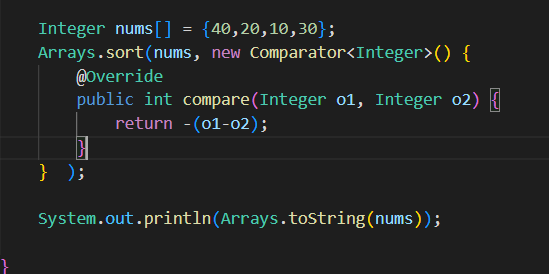 Integer nums[] = {40,20,10,30};
Arrays.sort(nums, new Comparator<Integer>() {
@Override
public int compare(Integer o1, Integer o2) {
return -(o1-o2);
}
}  );
System.out.println(Arrays.toString(nums));
}